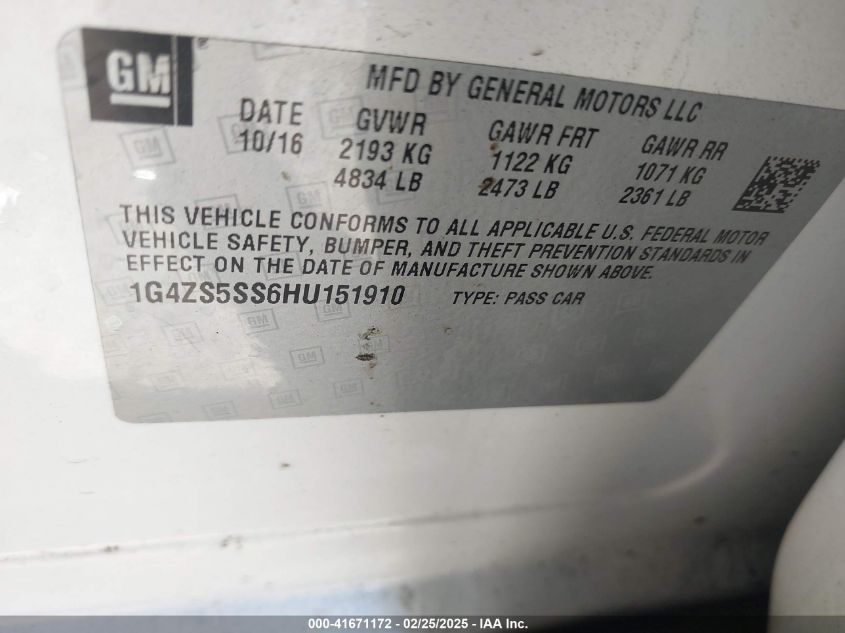 GM
MFD BY GENERAL MOTORS LLC
DATE GVWR GAWR FRT GAWR RR
10/16 2193 KG 1122 KG 1071 KG
4834 LB 2473 LB 2361 LB
THIS VEHICLE CONFORMS TO ALL APPLICABLE U.S. FEDERAL MOTOR
VEHICLE SAFETY, BUMPER, AND THEFT PREVENTION STANDARDS IN
EFFECT ON THE DATE OF MANUFACTURE SHOWN ABOVE.
1G4ZS5SS6HU151910 TYPE: PASS CAR
000-41671172 - 02/25/2025 - IAA Inc.